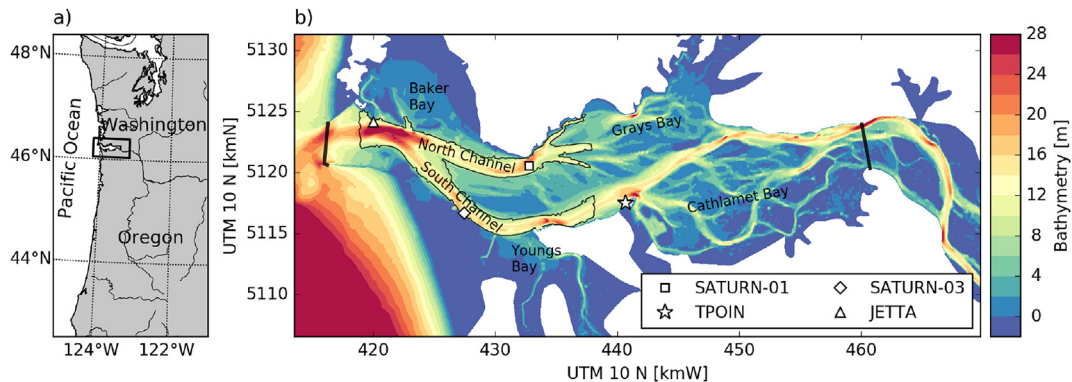 a)
48°N
46°N
44°N
124°W 122°W
Pacific Ocean
Washington
Oregon
b)
UTM 10 N [kmN]
5130
5125
5120
5115
5110
Baker
Bay
Grays Bay
North Channel
South Channel
Cathlamet Bay
Youngs
Bay
SATURN-01
SATURN-03
TPOIN
JETTA
420 430 440 450 460
UTM 10 N [kmW]
28
24
20
16
12
8
4
0
Bathymetry [m]